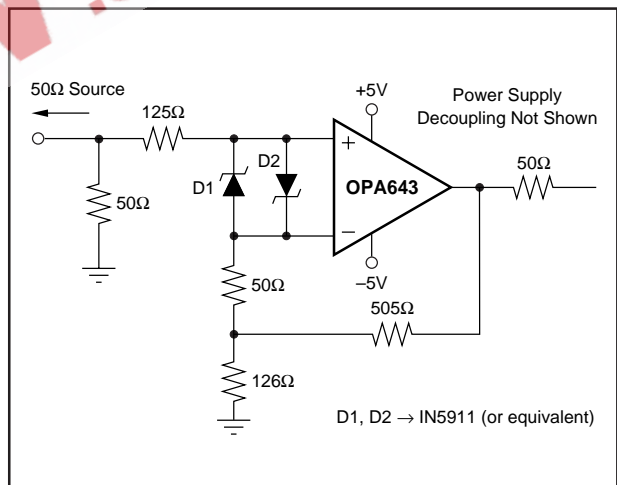 50Ω Source
+5V
Power Supply
Decoupling Not Shown
125Ω
50Ω
D1
D2
+
OPA643
−
50Ω
–5V
50Ω
505Ω
126Ω
D1, D2 → IN5911 (or equivalent)